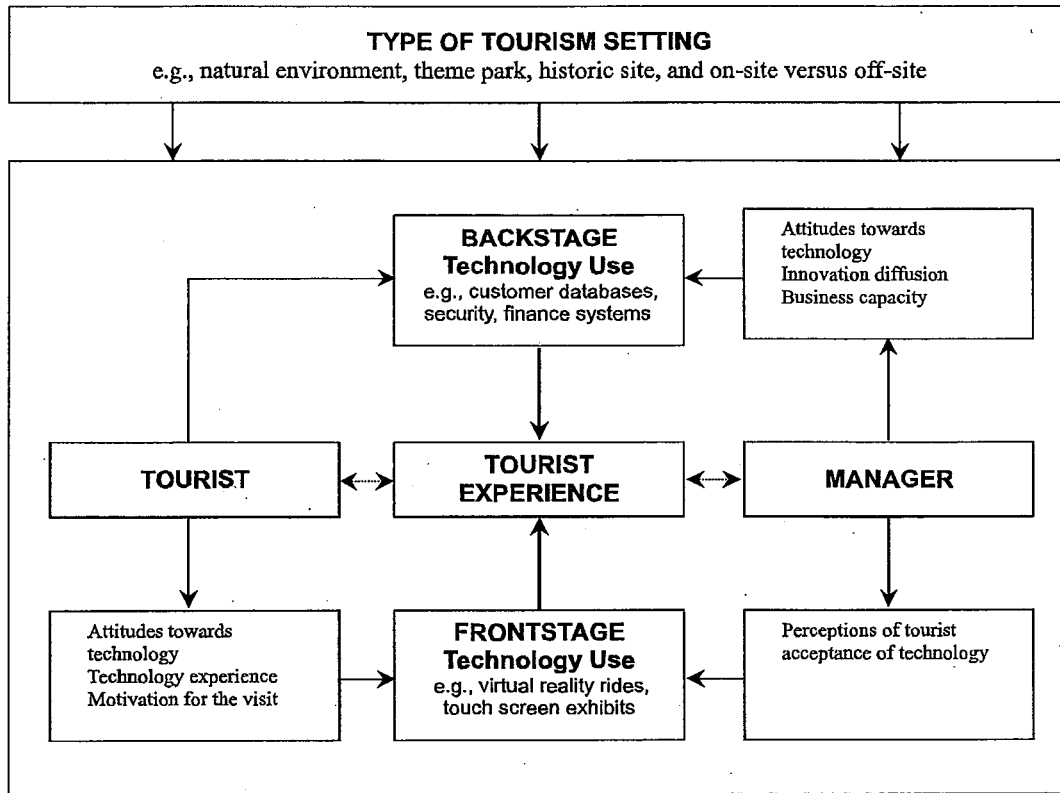 TYPE OF TOURISM SETTING
e.g., natural environment, theme park, historic site, and on-site versus off-site
BACKSTAGE
Technology Use
e.g., customer databases,
security, finance systems
Attitudes towards
technology
Innovation diffusion
Business capacity
TOURIST
TOURIST
EXPERIENCE
MANAGER
Attitudes towards
technology
Technology experience
Motivation for the visit
FRONTSTAGE
Technology Use
e.g., virtual reality rides,
touch screen exhibits
Perceptions of tourist
acceptance of technology